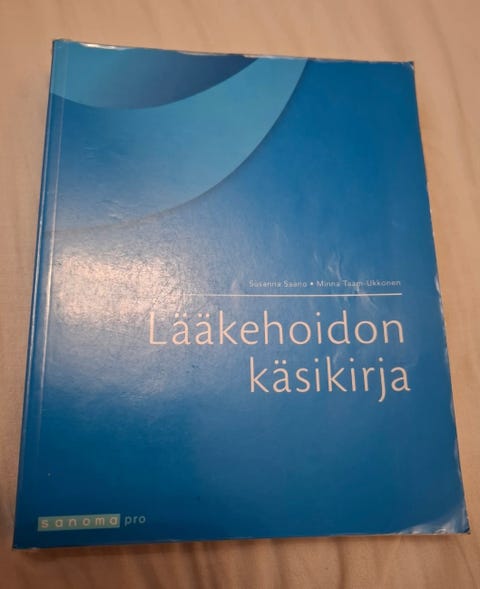 Susanna Saano • Minna Taam-Ukkonen
Lääkehoidon
käsikirja
sanoma pro